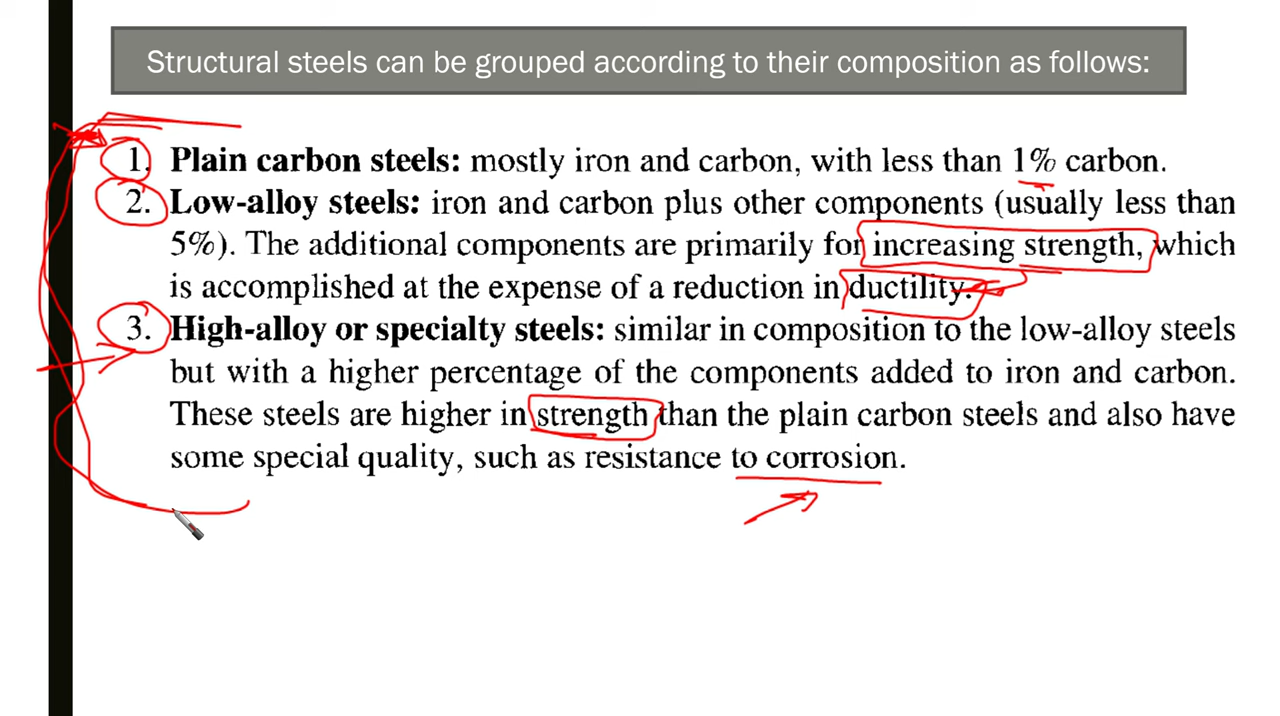 Structural steels can be grouped according to their composition as follows:
1. Plain carbon steels: mostly iron and carbon, with less than 1% carbon.
2. Low-alloy steels: iron and carbon plus other components (usually less than
5%). The additional components are primarily for increasing strength, which
is accomplished at the expense of a reduction in ductility.
3. High-alloy or specialty steels: similar in composition to the low-alloy steels
but with a higher percentage of the components added to iron and carbon.
These steels are higher in strength than the plain carbon steels and also have
some special quality, such as resistance to corrosion.